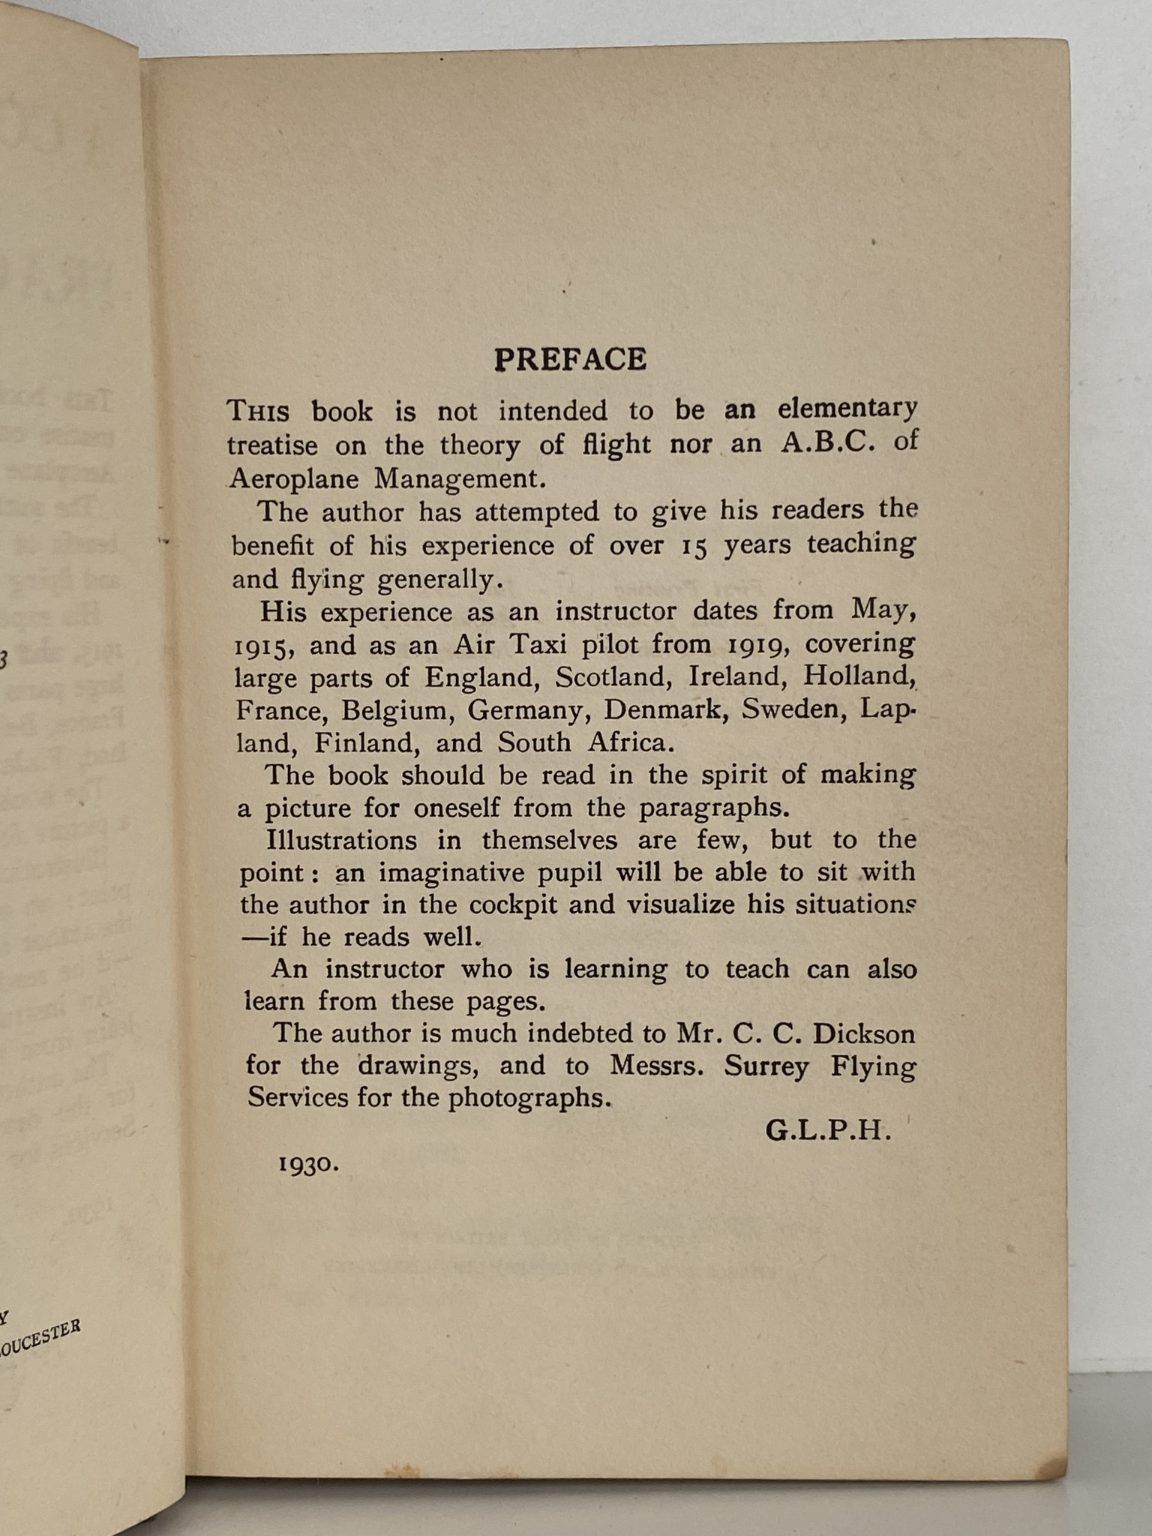 PREFACE
THIS book is not intended to be an elementary
treatise on the theory of flight nor an A.B.C. of
Aeroplane Management.
The author has attempted to give his readers the
benefit of his experience of over 15 years teaching
and flying generally.
His experience as an instructor dates from May,
1915, and as an Air Taxi pilot from 1919, covering
large parts of England, Scotland, Ireland, Holland,
France, Belgium, Germany, Denmark, Sweden, Lap-
land, Finland, and South Africa.
The book should be read in the spirit of making
a picture for oneself from the paragraphs.
Illustrations in themselves are few, but to the
point: an imaginative pupil will be able to sit with
the author in the cockpit and visualize his situations
—if he reads well.
An instructor who is learning to teach can also
learn from these pages.
The author is much indebted to Mr. C. C. Dickson
for the drawings, and to Messrs. Surrey Flying
Services for the photographs.
G.L.P.H.
1930.
3
Y
OUCESTER